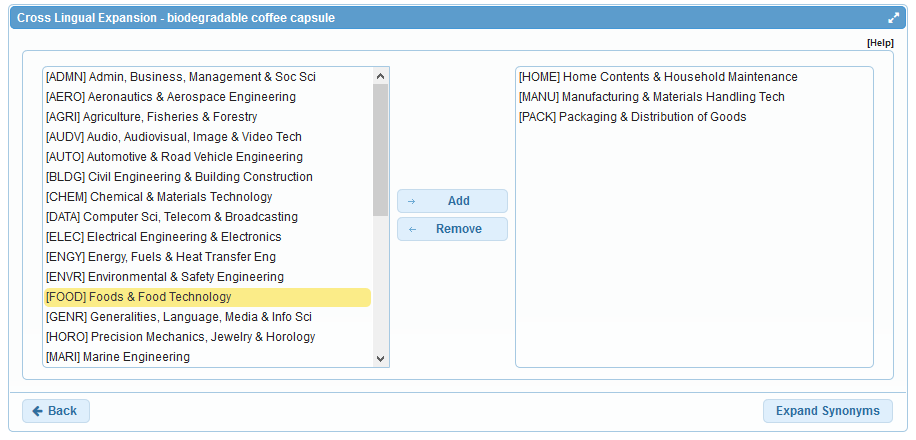 Cross Lingual Expansion - biodegradable coffee capsule
[Help]
[ADMN] Admin, Business, Management & Soc Sci
[AERO] Aeronautics & Aerospace Engineering
[AGRI] Agriculture, Fisheries & Forestry
[AUDV] Audio, Audiovisual, Image & Video Tech
[AUTO] Automotive & Road Vehicle Engineering
[BLDG] Civil Engineering & Building Construction
[CHEM] Chemical & Materials Technology
[DATA] Computer Sci, Telecom & Broadcasting
[ELEC] Electrical Engineering & Electronics
[ENGY] Energy, Fuels & Heat Transfer Eng
[ENVR] Environmental & Safety Engineering
[FOOD] Foods & Food Technology
[GENR] Generalities, Language, Media & Info Sci
[HORO] Precision Mechanics, Jewelry & Horology
[MARI] Marine Engineering
Add
Remove
[HOME] Home Contents & Household Maintenance
[MANU] Manufacturing & Materials Handling Tech
[PACK] Packaging & Distribution of Goods
Back
Expand Synonyms